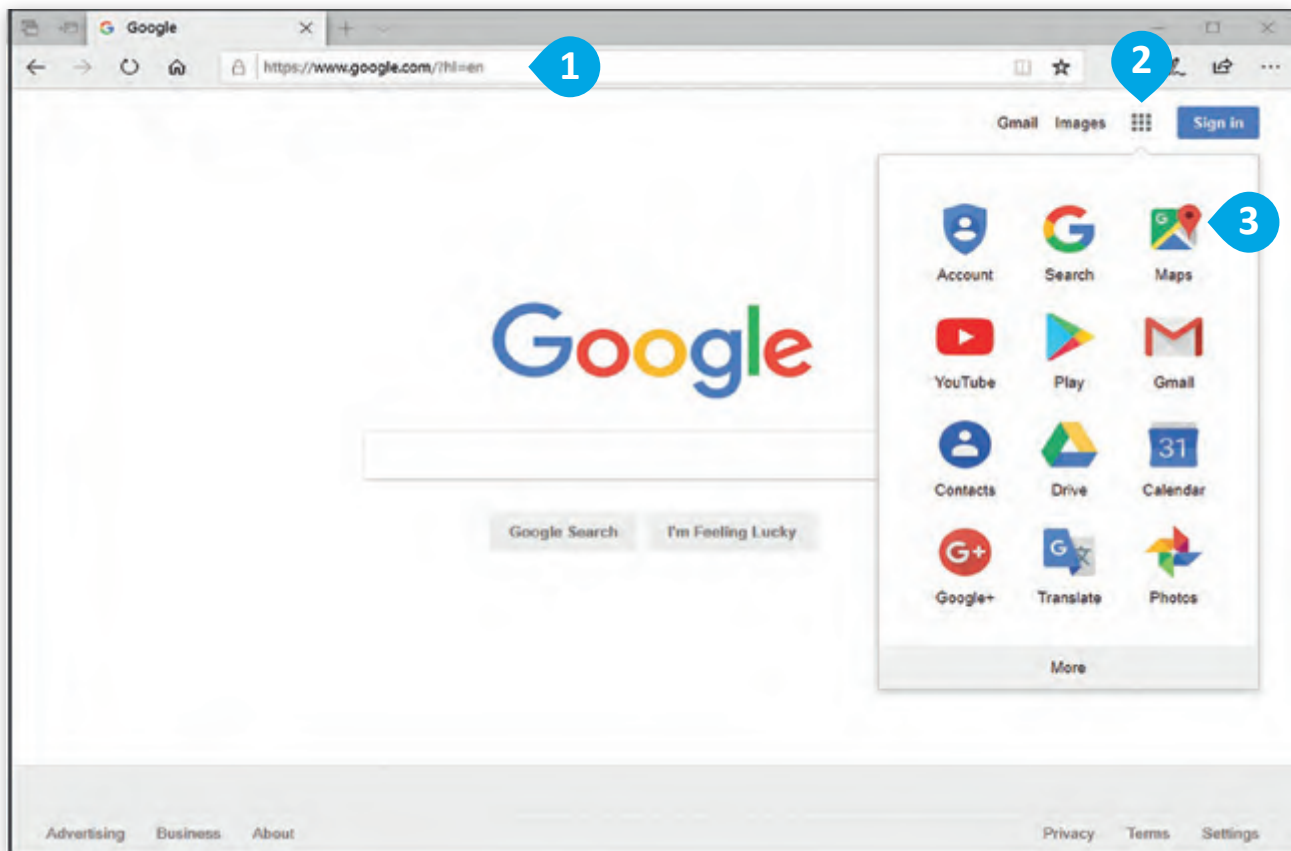 Google
https://www.google.com/?hl=en
1
2
Gmail Images Sign in
3
Account Search Maps
YouTube Play Gmail
31
Contacts Drive Calendar
G+ G
Google+ Translate Photos
More
Google
Google Search I'm Feeling Lucky
Advertising Business About Privacy Terms Settings